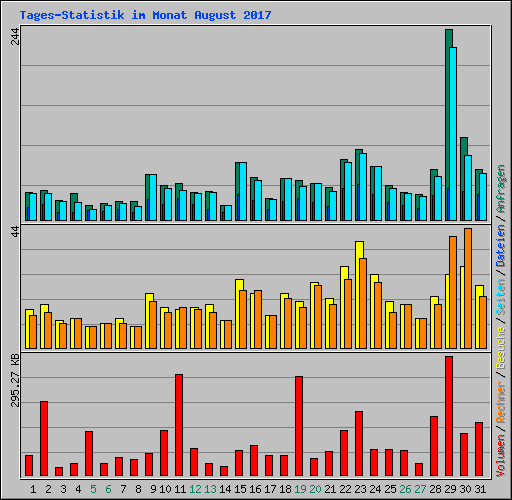 Tages-Statistik im Monat August 2017
244
44
295.27 KB
Volumen / Rechner / Besuche / Seiten / Dateien / Anfragen
1 2 3 4 5 6 7 8 9 10 11 12 13 14 15 16 17 18 19 20 21 22 23 24 25 26 27 28 29 30 31